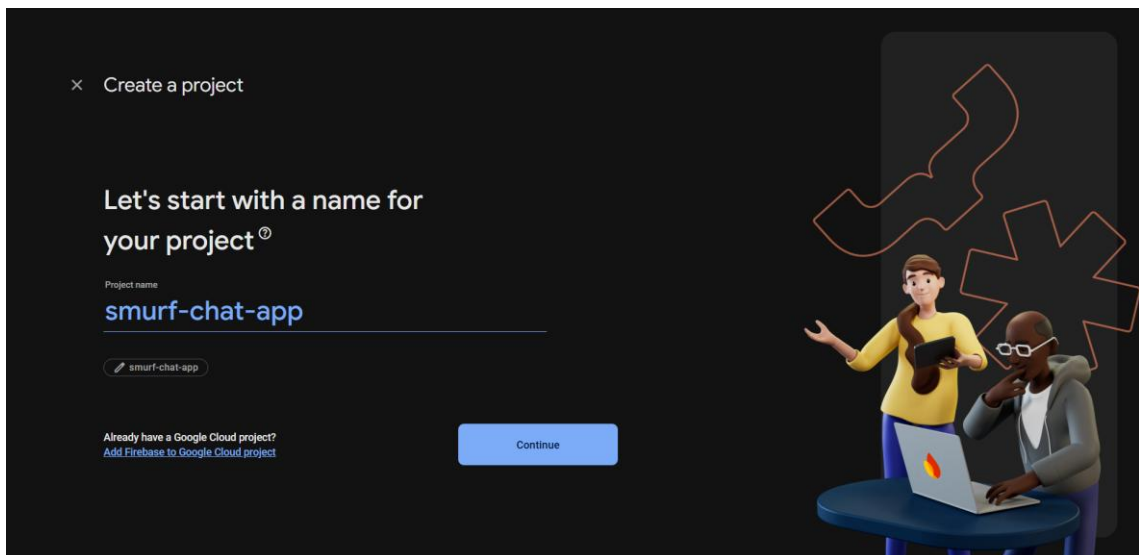 Create a project
Let's start with a name for
your project
Project name
smurf-chat-app
smurf-chat-app
Already have a Google Cloud project?
Add Firebase to Google Cloud project
Continue